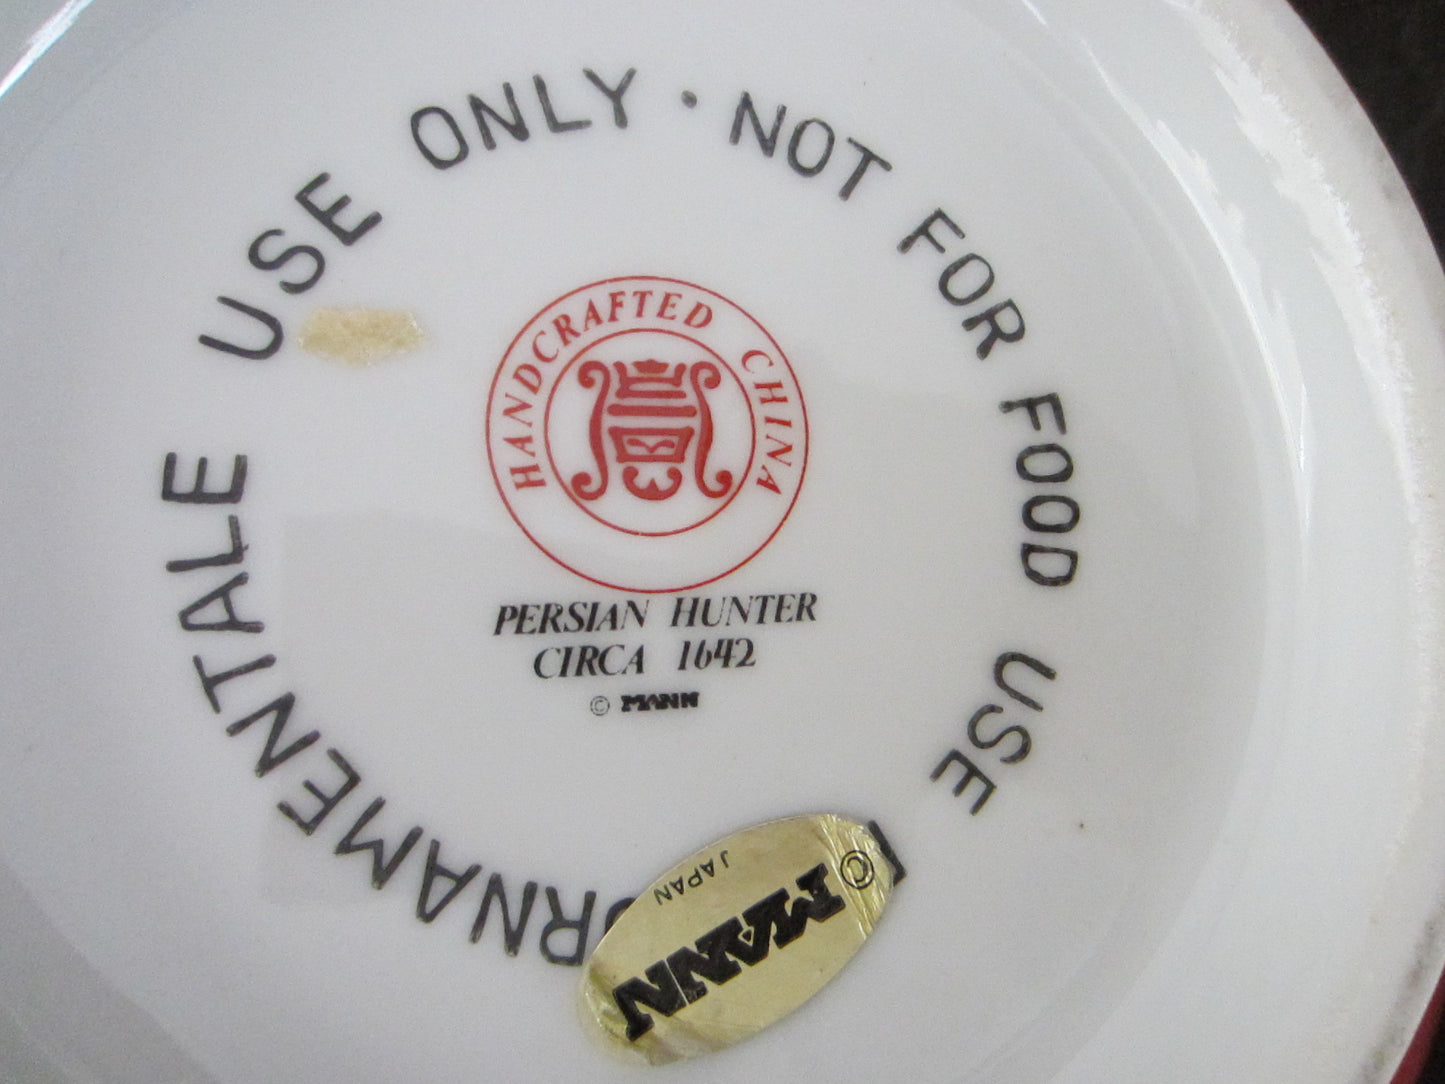 HANDCRAFTED CHINA
PERSIAN HUNTER
CIRCA 1642
© MANN
USE ONLY · NOT FOR FOOD USE
ORNAMENTALE
© MANN
JAPAN